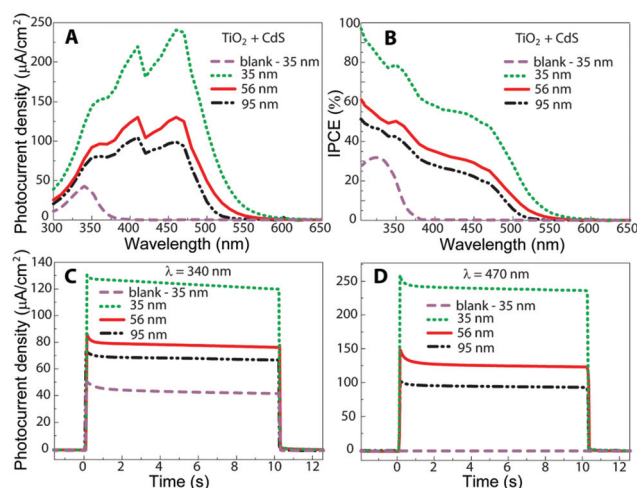 A
TiO2 + CdS
blank - 35 nm
35 nm
56 nm
95 nm
Photocurrent density (µA/cm²)
250
200
150
100
50
0
300 350 400 450 500 550 600 650
Wavelength (nm)
B
TiO2 + CdS
blank - 35 nm
35 nm
56 nm
95 nm
IPCE (%)
100
80
60
40
20
0
350 400 450 500 550 600 650
Wavelength (nm)
C
λ = 340 nm
blank - 35 nm
35 nm
56 nm
95 nm
Photocurrent density (µA/cm²)
140
120
100
80
60
40
20
0
0 2 4 6 8 10 12
Time (s)
D
λ = 470 nm
blank - 35 nm
35 nm
56 nm
95 nm
250
200
150
100
50
0
0 2 4 6 8 10 12
Time (s)